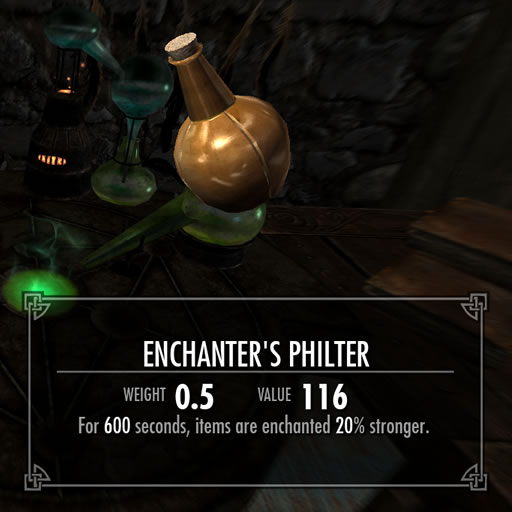 ENCHANTER'S PHILTER
WEIGHT 0.5 VALUE 116
For 600 seconds, items are enchanted 20% stronger.